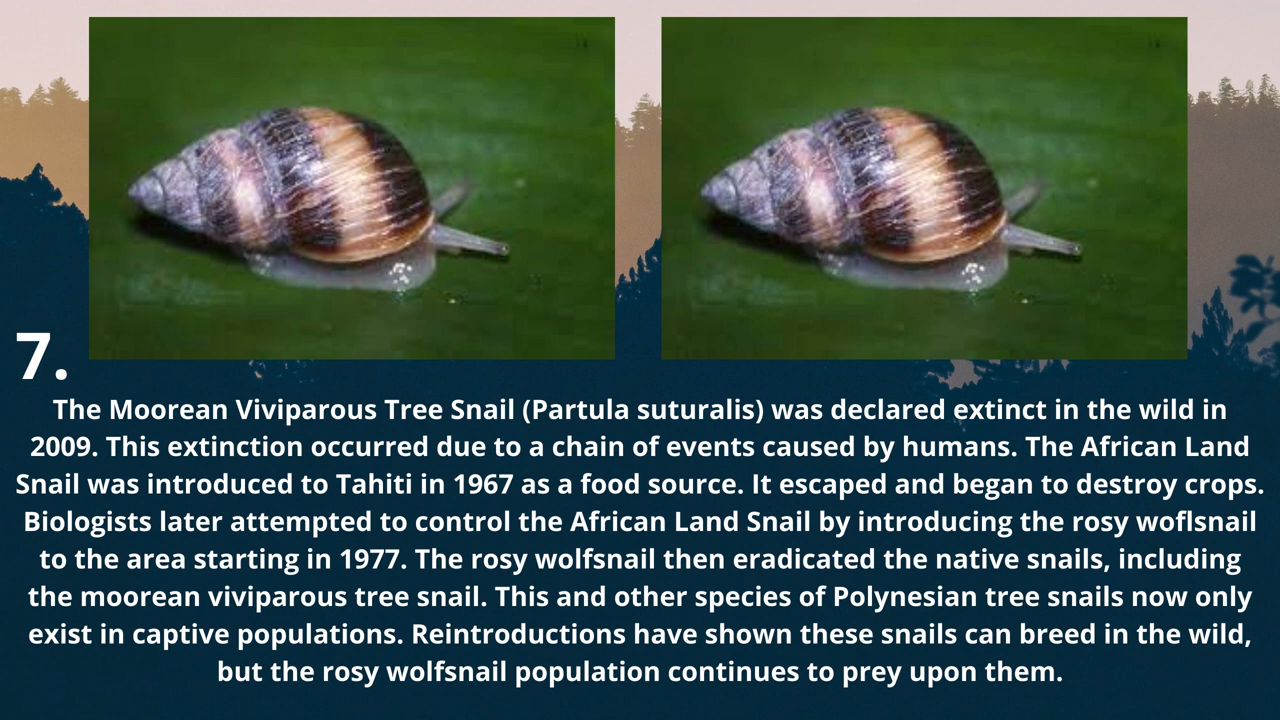 7.
The Moorean Viviparous Tree Snail (Partula suturalis) was declared extinct in the wild in
2009. This extinction occurred due to a chain of events caused by humans. The African Land
Snail was introduced to Tahiti in 1967 as a food source. It escaped and began to destroy crops.
Biologists later attempted to control the African Land Snail by introducing the rosy woflsnail
to the area starting in 1977. The rosy wolfsnail then eradicated the native snails, including
the moorean viviparous tree snail. This and other species of Polynesian tree snails now only
exist in captive populations. Reintroductions have shown these snails can breed in the wild,
but the rosy wolfsnail population continues to prey upon them.